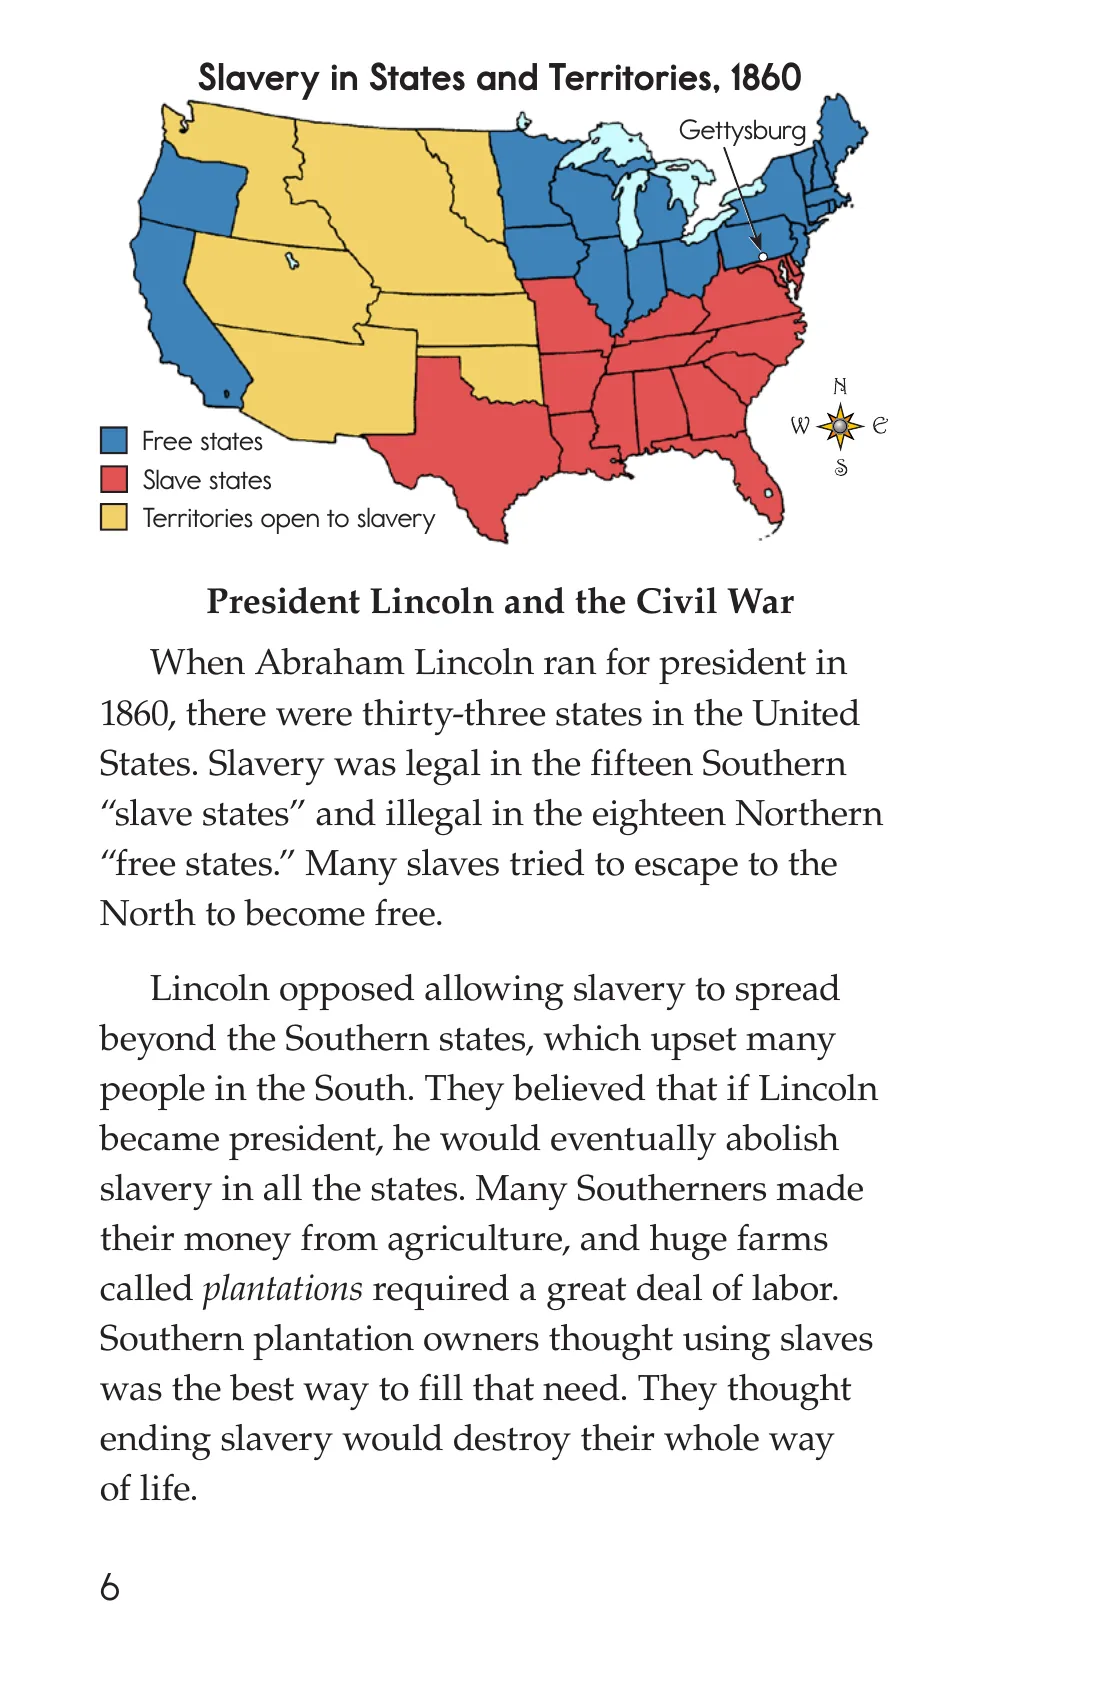 Slavery in States and Territories, 1860
Gettysburg
N
W
E
S
Free states
Slave states
Territories open to slavery
President Lincoln and the Civil War
When Abraham Lincoln ran for president in
1860, there were thirty-three states in the United
States. Slavery was legal in the fifteen Southern
“slave states” and illegal in the eighteen Northern
“free states.” Many slaves tried to escape to the
North to become free.
Lincoln opposed allowing slavery to spread
beyond the Southern states, which upset many
people in the South. They believed that if Lincoln
became president, he would eventually abolish
slavery in all the states. Many Southerners made
their money from agriculture, and huge farms
called plantations required a great deal of labor.
Southern plantation owners thought using slaves
was the best way to fill that need. They thought
ending slavery would destroy their whole way
of life.
6